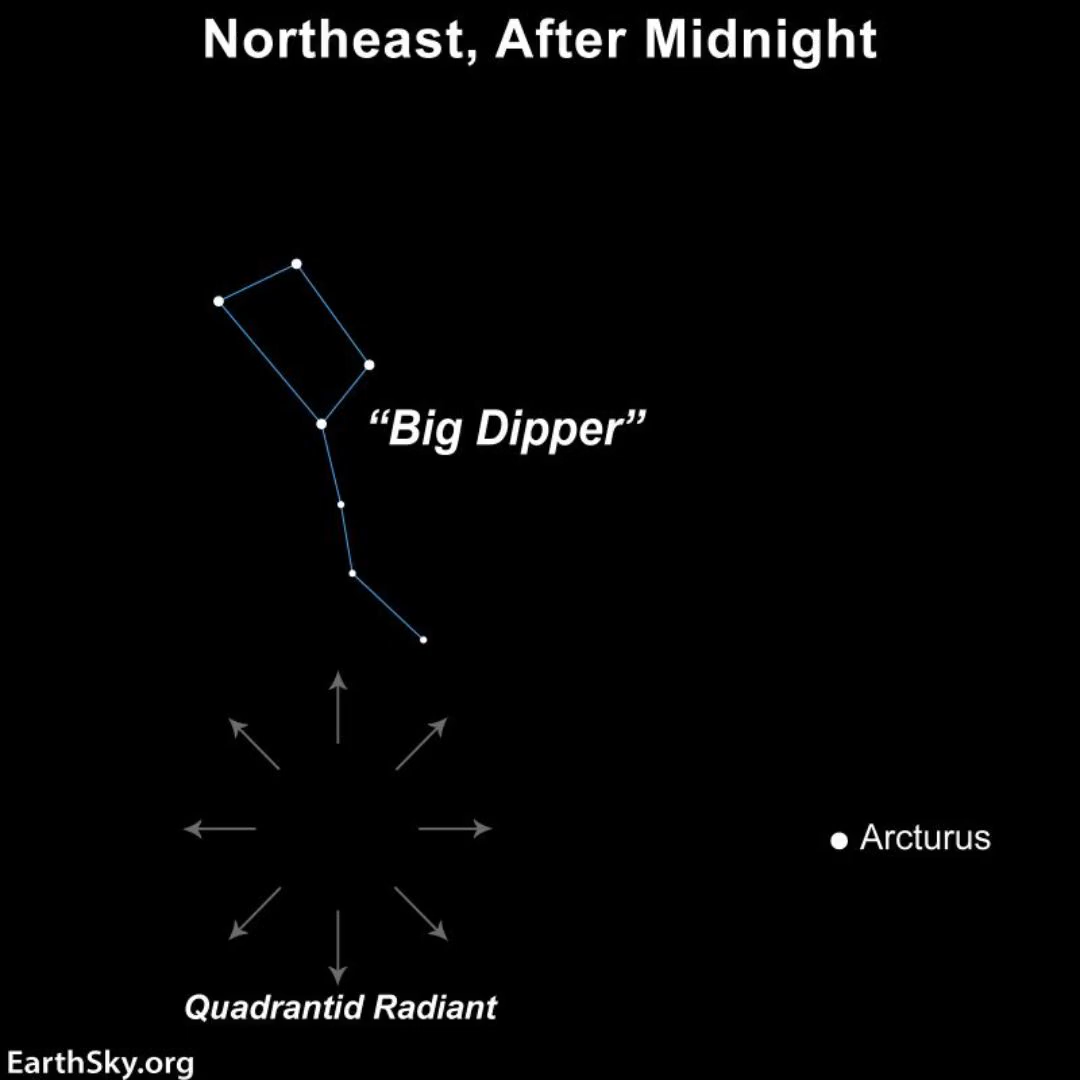 Northeast, After Midnight
“Big Dipper”
Arcturus
Quadrantid Radiant
EarthSky.org